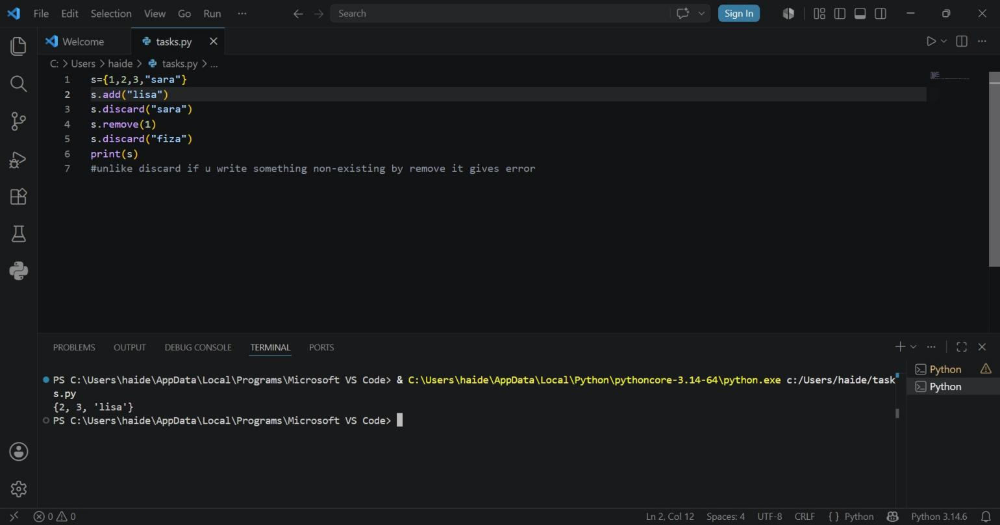 File Edit Selection View Go Run ... Search Sign In
Welcome tasks.py
C: > Users > haide > tasks.py > ...
1 s={1,2,3,"sara"}
2 s.add("lisa")
3 s.discard("sara")
4 s.remove(1)
5 s.discard("fiza")
6 print(s)
7 #unlike discard if u write something non-existing by remove it gives error
PROBLEMS OUTPUT DEBUG CONSOLE TERMINAL PORTS
PS C:\Users\haide\AppData\Local\Programs\Microsoft VS Code> & C:\Users\haide\AppData\Local\Python\pythoncore-3.14-64\python.exe c:/Users/haide/task
s.py
{2, 3, 'lisa'}
PS C:\Users\haide\AppData\Local\Programs\Microsoft VS Code>
Python
Python
0 0 Ln 2, Col 12 Spaces: 4 UTF-8 CRLF { } Python Python 3.14.6